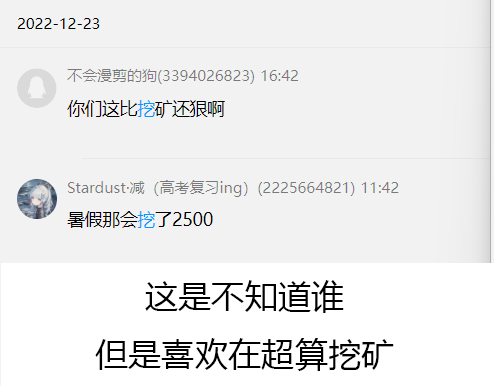 2022-12-23
不会漫剪的狗(3394026823) 16:42
你们这比挖矿还狠啊
Stardust·减（高考复习ing）(2225664821) 11:42
暑假那会挖了2500
这是不知道谁
但是喜欢在超算挖矿